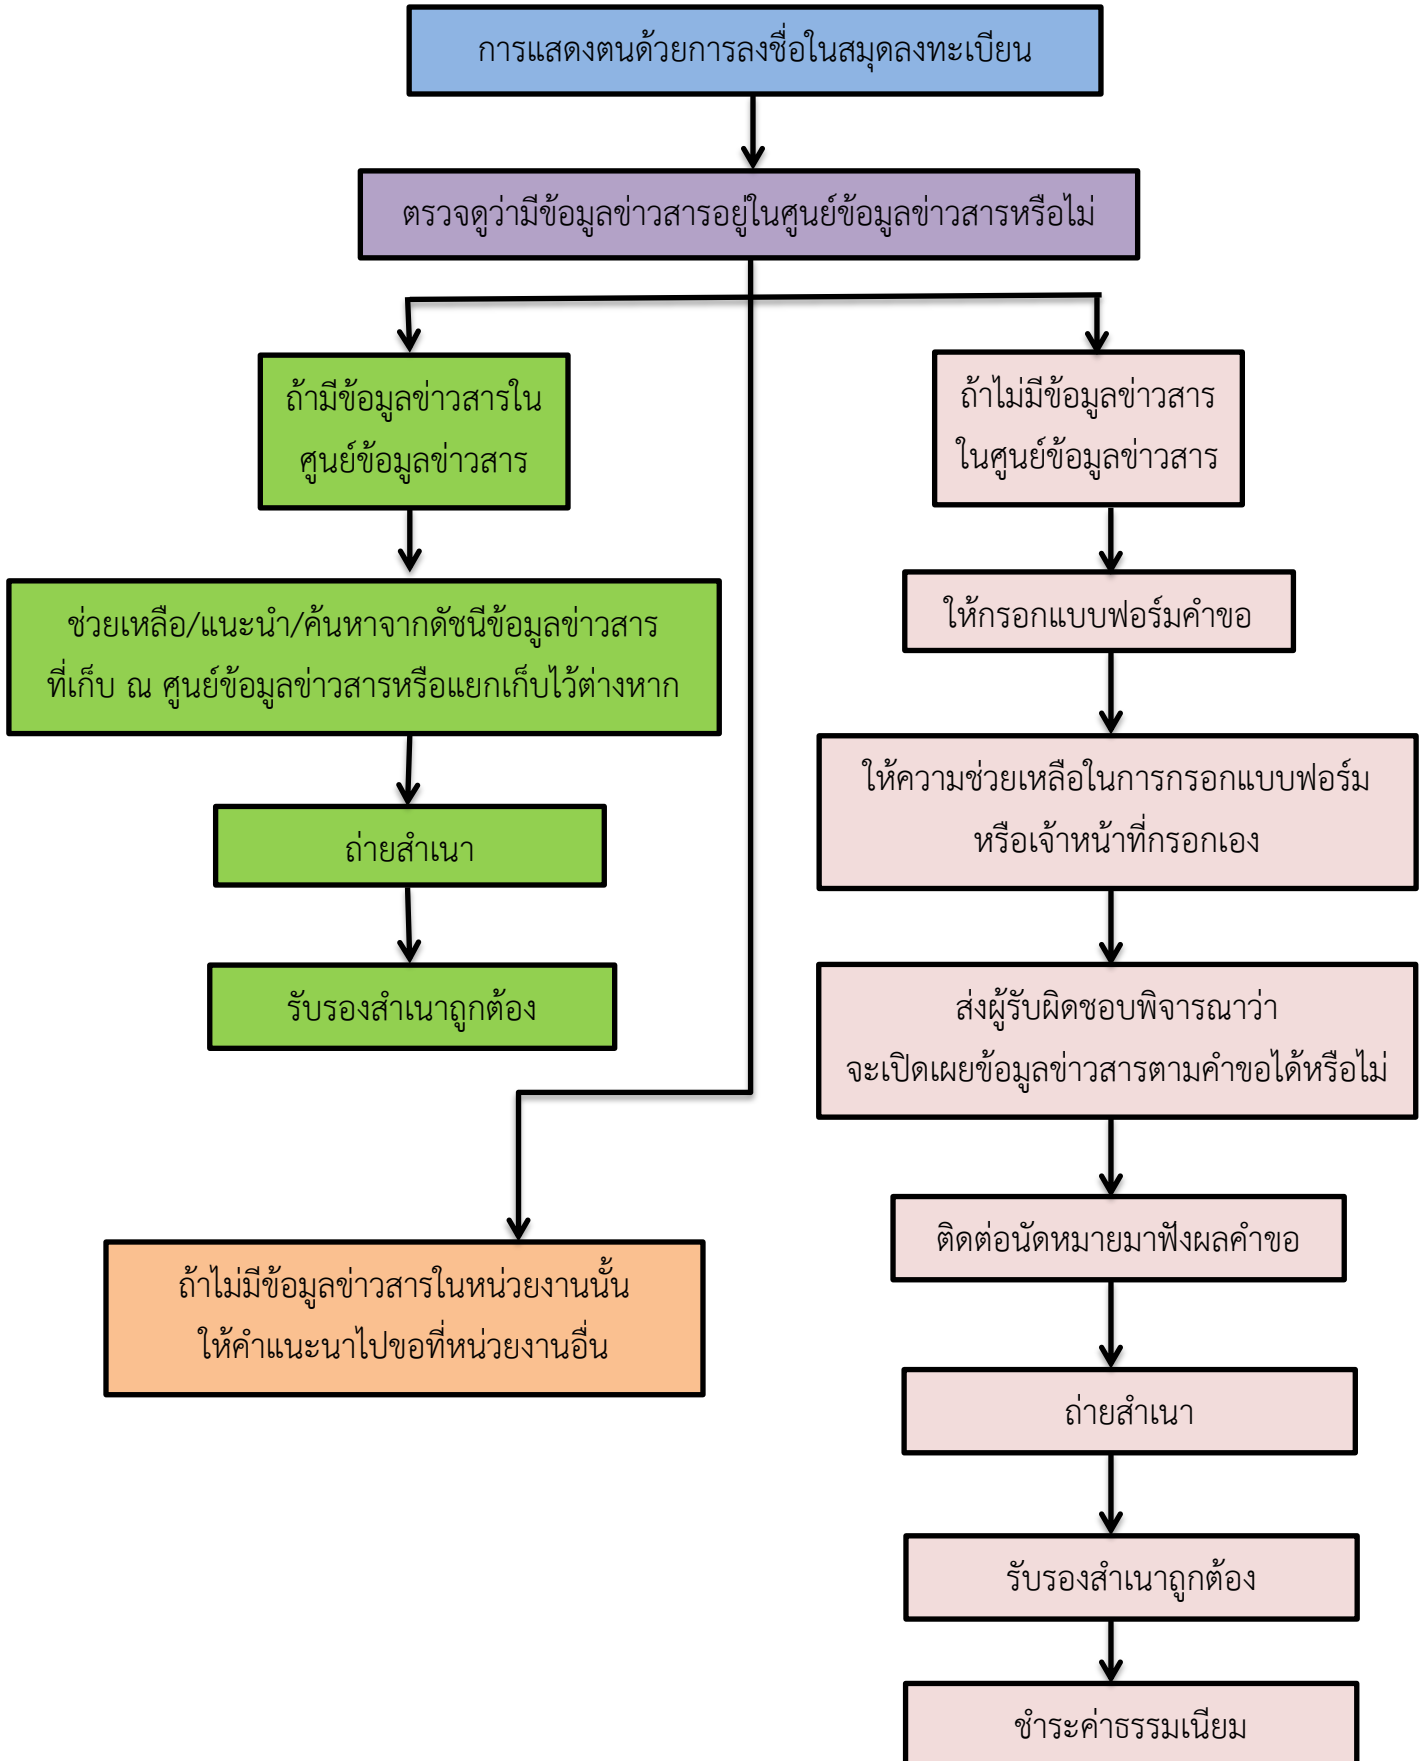 การแสดงตนด้วยการลงชื่อในสมุดลงทะเบียน
ตรวจดูว่ามีข้อมูลข่าวสารอยู่ในศูนย์ข้อมูลข่าวสารหรือไม่
ถ้ามีข้อมูลข่าวสารใน
ศูนย์ข้อมูลข่าวสาร
ช่วยเหลือ/แนะนำ/ค้นหาจากดัชนีข้อมูลข่าวสาร
ที่เก็บ ณ ศูนย์ข้อมูลข่าวสารหรือแยกเก็บไว้ต่างหาก
ถ่ายสำเนา
รับรองสำเนาถูกต้อง
ถ้าไม่มีข้อมูลข่าวสารในหน่วยงานนั้น
ให้คำแนะนาไปขอที่หน่วยงานอื่น
ถ้าไม่มีข้อมูลข่าวสาร
ในศูนย์ข้อมูลข่าวสาร
ให้กรอกแบบฟอร์มคำขอ
ให้ความช่วยเหลือในการกรอกแบบฟอร์ม
หรือเจ้าหน้าที่กรอกเอง
ส่งผู้รับผิดชอบพิจารณาว่า
จะเปิดเผยข้อมูลข่าวสารตามคำขอได้หรือไม่
ติดต่อนัดหมายมาฟังผลคำขอ
ถ่ายสำเนา
รับรองสำเนาถูกต้อง
ชำระค่าธรรมเนียม